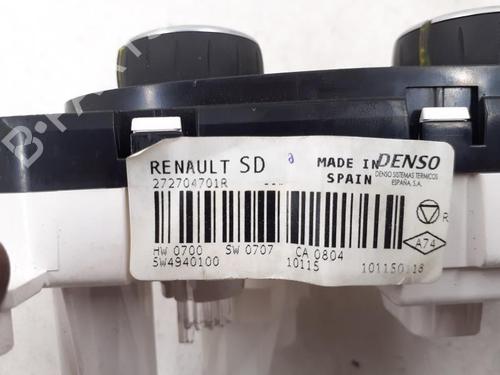 RENAULT SD
272704701R
MADE IN
SPAIN
DENSO
DENSO SISTEMAS TERMICOS
ESPAÑA, S.A.
R
A74
HW 0700 SW 0707 CA 0804
5W4940100 10115 101150118